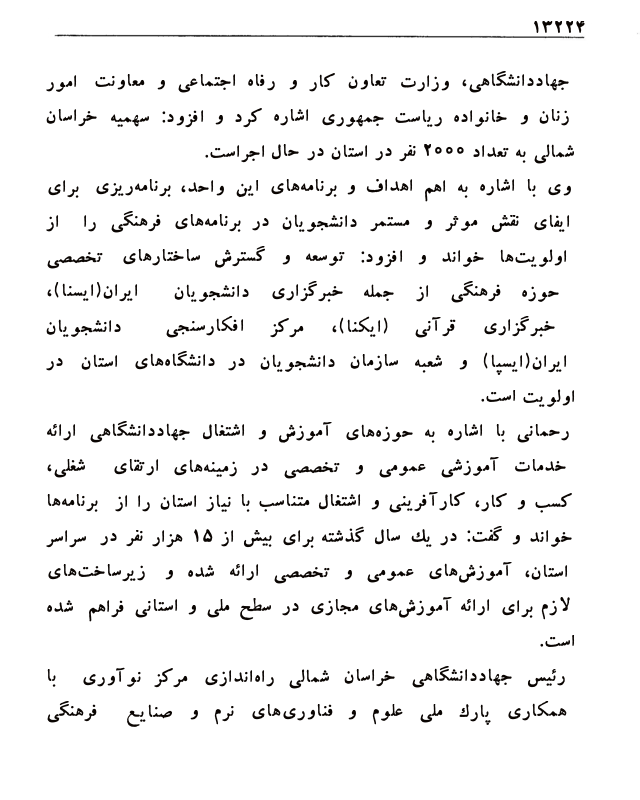 ۱۳۲۲۴
جهاددانشگاهی، وزارت تعاون کار و رفاه اجتماعی و معاونت امور
زنان و خانواده ریاست جمهوری اشاره کرد و افزود: سهمیه خراسان
شمالی به تعداد ۲۰۰۰ نفر در استان در حال اجراست.
وی با اشاره به اهم اهداف و برنامه‌های این واحد، برنامه‌ریزی برای
ایفای نقش موثر و مستمر دانشجویان در برنامه‌های فرهنگی را از
اولویت‌ها خواند و افزود: توسعه و گسترش ساختارهای تخصصی
حوزه فرهنگی از جمله خبرگزاری دانشجویان ایران(ایسنا)،
خبرگزاری قرآنی (ایکنا)، مرکز افکارسنجی دانشجویان
ایران(ایسپا) و شعبه سازمان دانشجویان در دانشگاه‌های استان در
اولویت است.
رحمانی با اشاره به حوزه‌های آموزش و اشتغال جهاددانشگاهی ارائه
خدمات آموزشی عمومی و تخصصی در زمینه‌های ارتقای شغلی،
کسب و کار، کارآفرینی و اشتغال متناسب با نیاز استان را از برنامه‌ها
خواند و گفت: در یك سال گذشته برای بیش از ۱۵ هزار نفر در سراسر
استان، آموزش‌های عمومی و تخصصی ارائه شده و زیرساخت‌های
لازم برای ارائه آموزش‌های مجازی در سطح ملی و استانی فراهم شده
است.
رئیس جهاددانشگاهی خراسان شمالی راه‌اندازی مرکز نوآوری با
همکاری پارك ملی علوم و فناوری‌های نرم و صنایع فرهنگی